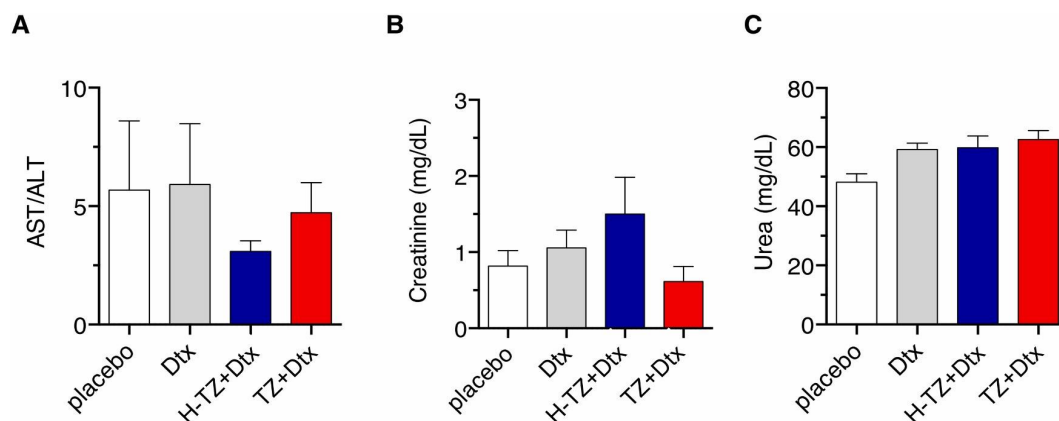 A
B
C
10
5
0
AST/ALT
placebo
Dtx
H-TZ+Dtx
TZ+Dtx
3
2
1
0
Creatinine (mg/dL)
placebo
Dtx
H-TZ+Dtx
TZ+Dtx
80
60
40
20
0
Urea (mg/dL)
placebo
Dtx
H-TZ+Dtx
TZ+Dtx